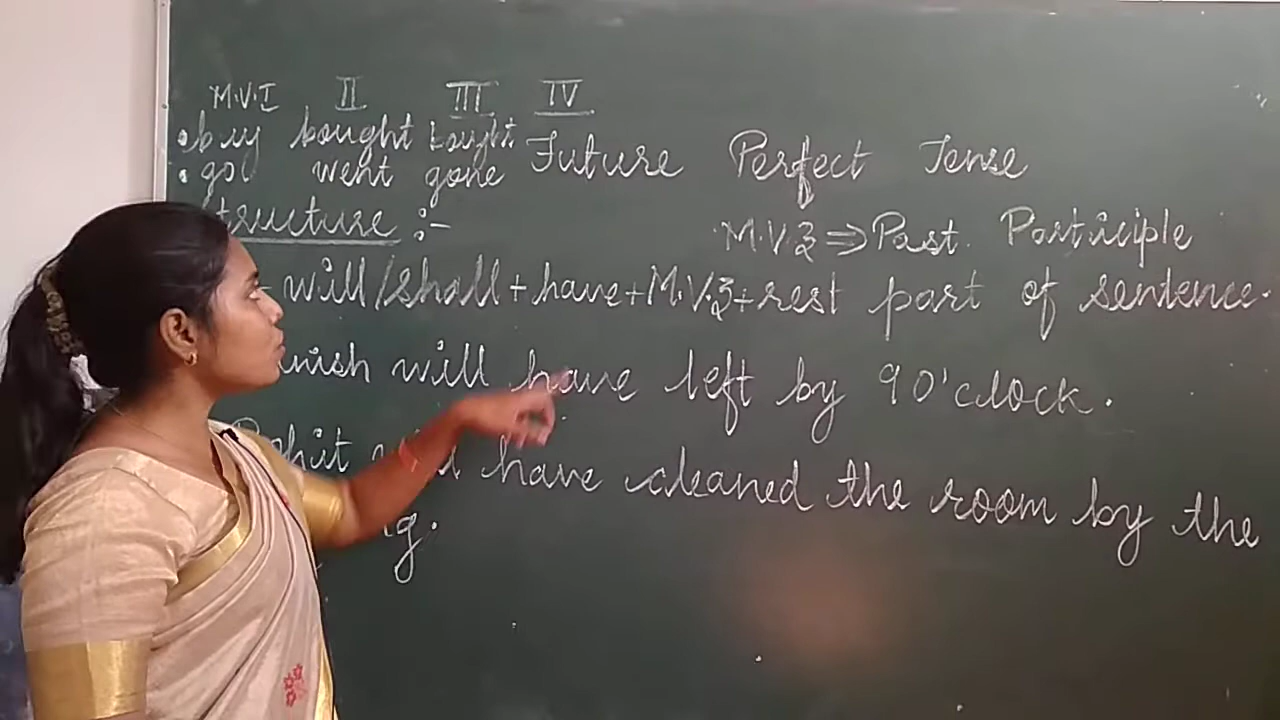 M.V.I II III IV
buy bought bought
go went gone
Future Perfect Tense
Structure :-
M.V.3 ⇒ Past Participle
- will/shall + have + M.V.3 + rest part of sentence.
will have left by 9 O'clock.
have cleaned the room by the